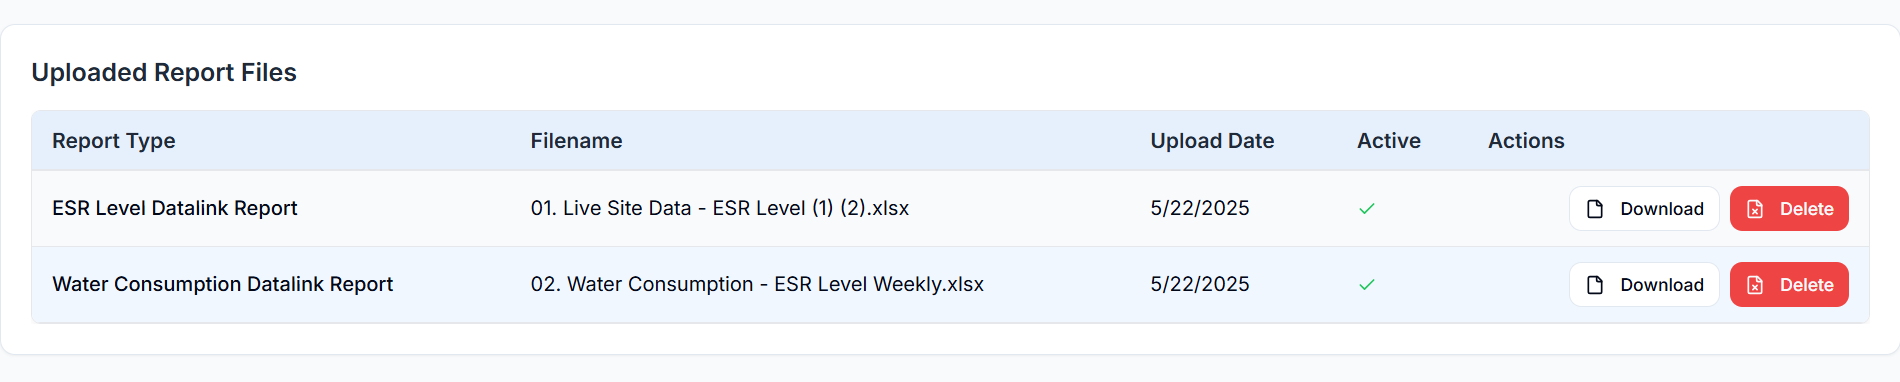 Uploaded Report Files
Report Type Filename Upload Date Active Actions
ESR Level Datalink Report 01. Live Site Data - ESR Level (1) (2).xlsx 5/22/2025 Download Delete
Water Consumption Datalink Report 02. Water Consumption - ESR Level Weekly.xlsx 5/22/2025 Download Delete